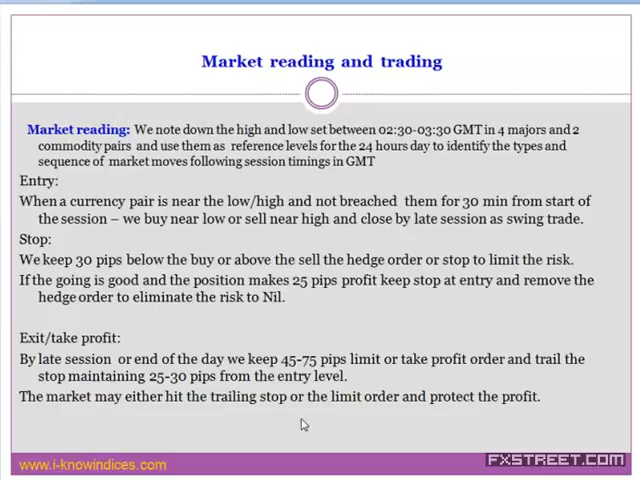 Market reading and trading
Market reading: We note down the high and low set between 02:30-03:30 GMT in 4 majors and 2
commodity pairs and use them as reference levels for the 24 hours day to identify the types and
sequence of market moves following session timings in GMT
Entry:
When a currency pair is near the low/high and not breached them for 30 min from start of
the session – we buy near low or sell near high and close by late session as swing trade.
Stop:
We keep 30 pips below the buy or above the sell the hedge order or stop to limit the risk.
If the going is good and the position makes 25 pips profit keep stop at entry and remove the
hedge order to eliminate the risk to Nil.
Exit/take profit:
By late session or end of the day we keep 45-75 pips limit or take profit order and trail the
stop maintaining 25-30 pips from the entry level.
The market may either hit the trailing stop or the limit order and protect the profit.
www.i-knowindices.com
FXSTREET.COM